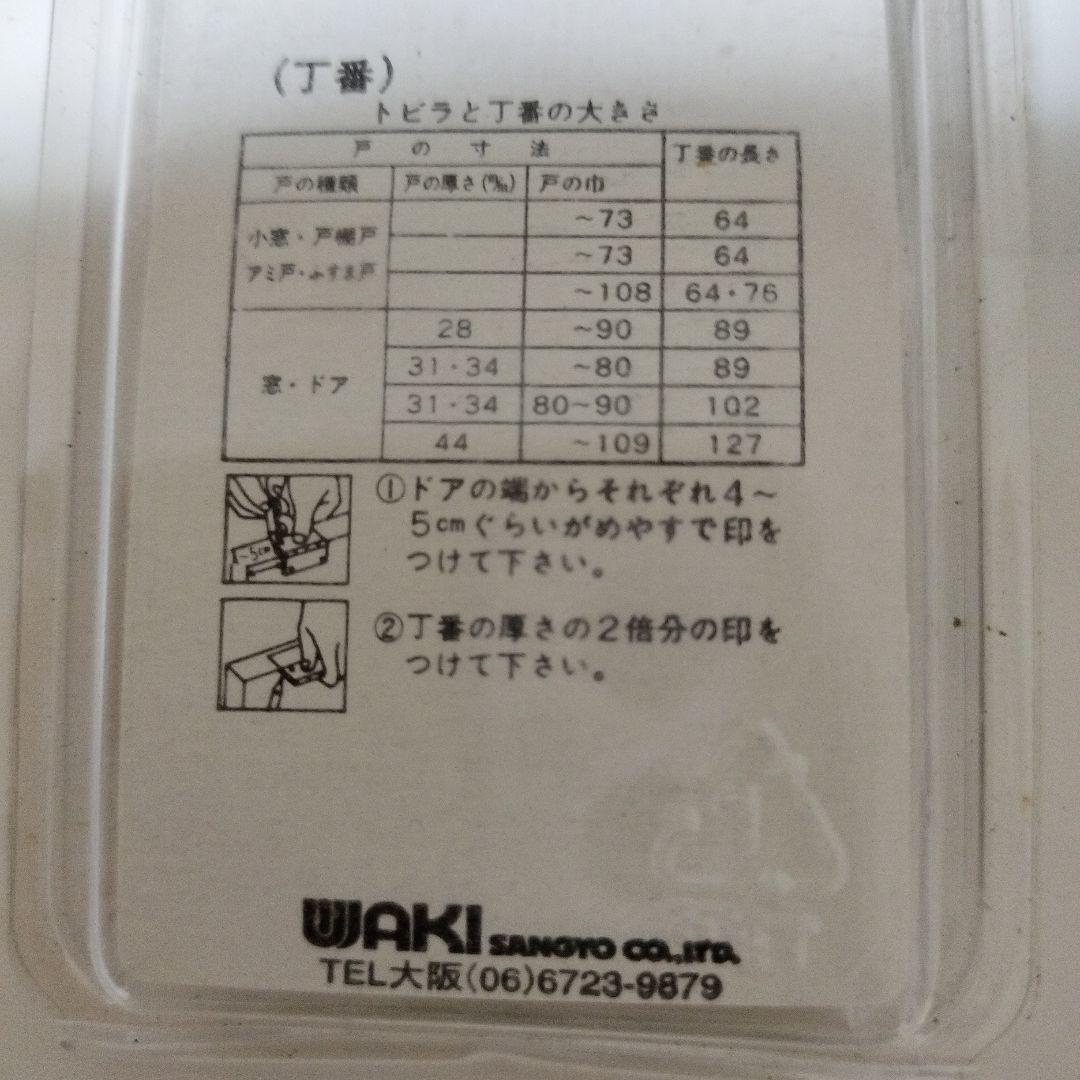 (丁番)
トビラと丁番の大きさ
戸の寸法 丁番の長さ
戸の種類 戸の厚さ(㎜) 戸の巾
小窓・戸棚戸
アミ戸・ふすま戸
~73 64
~73 64
~108 64・76
窓・ドア
28 ~90 89
31・34 ~80 89
31・34 80~90 102
44 ~109 127
①ドアの端からそれぞれ4~
5cmぐらいがめやすで印を
つけて下さい。
~5cm
②丁番の厚さの2倍分の印を
つけて下さい。
WAKI SANGYO CO.,LTD.
TEL大阪(06)6723-9879